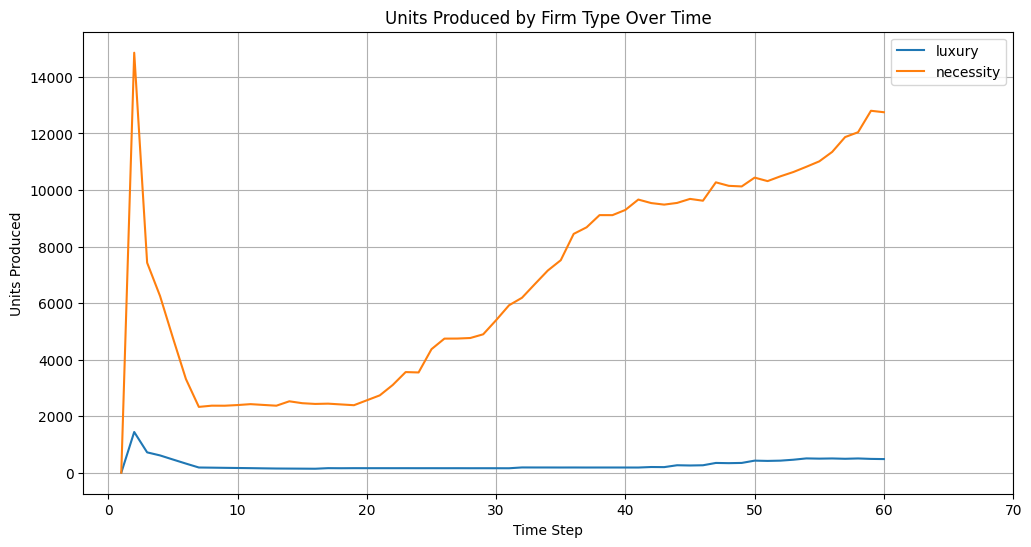 Units Produced by Firm Type Over Time
luxury
necessity
14000
12000
10000
8000
6000
4000
2000
0
Units Produced
0 10 20 30 40 50 60 70
Time Step